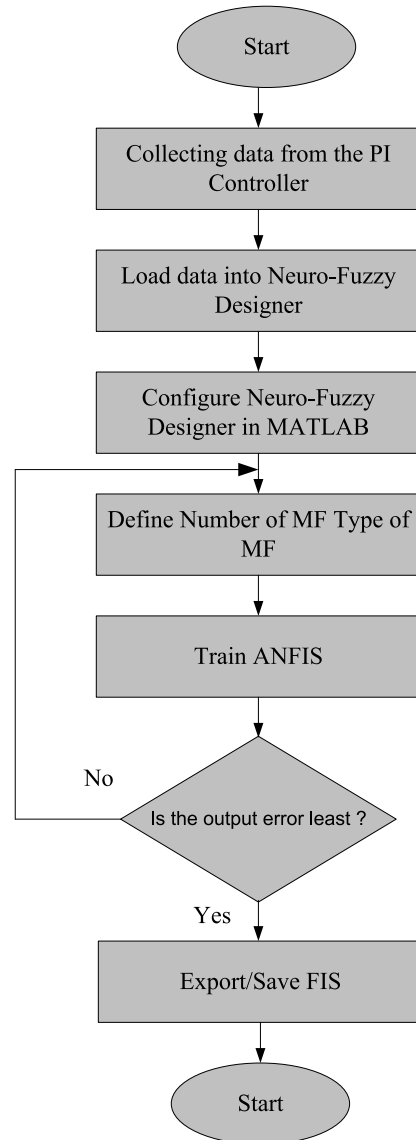 Start
Collecting data from the PI
Controller
Load data into Neuro-Fuzzy
Designer
Configure Neuro-Fuzzy
Designer in MATLAB
Define Number of MF Type of
MF
Train ANFIS
No
Is the output error least ?
Yes
Export/Save FIS
Start